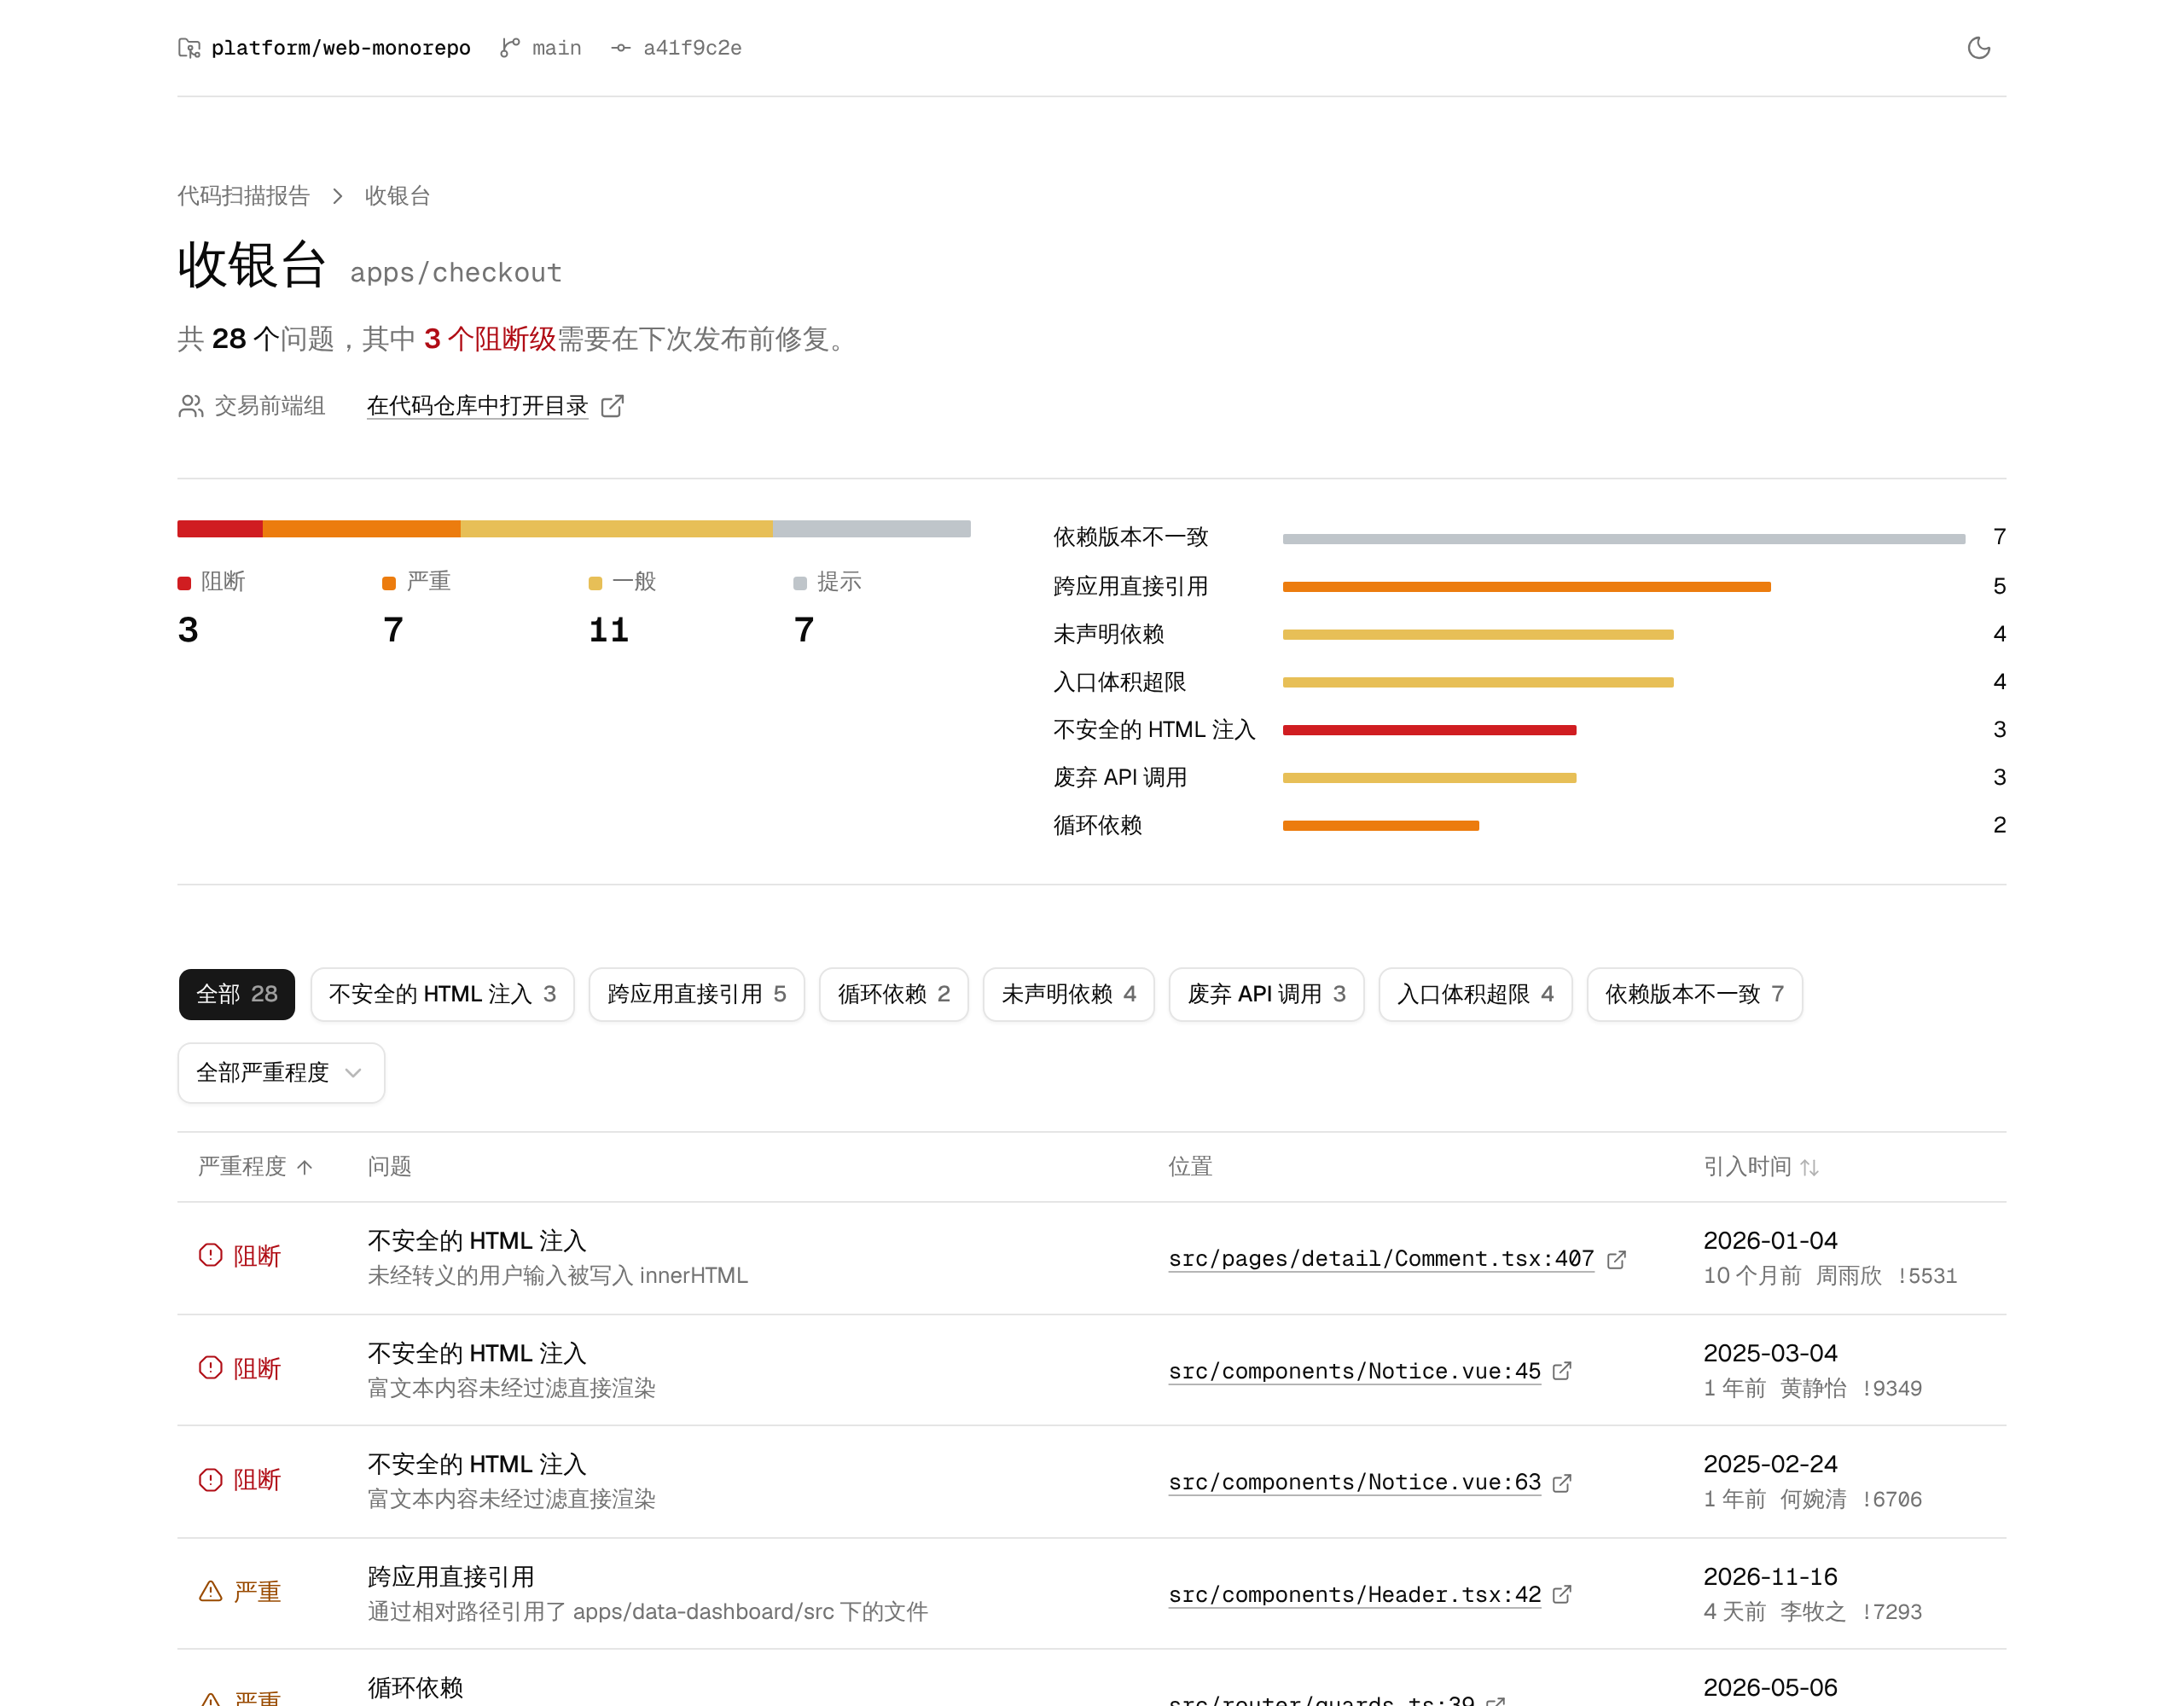 platform/web-monorepo main a41f9c2e
代码扫描报告 收银台
收银台 apps/checkout
共 28 个问题，其中 3 个阻断级需要在下次发布前修复。
交易前端组 在代码仓库中打开目录
阻断 严重 一般 提示
3 7 11 7
依赖版本不一致 7
跨应用直接引用 5
未声明依赖 4
入口体积超限 4
不安全的 HTML 注入 3
废弃 API 调用 3
循环依赖 2
全部 28 不安全的 HTML 注入 3 跨应用直接引用 5 循环依赖 2 未声明依赖 4 废弃 API 调用 3 入口体积超限 4 依赖版本不一致 7
全部严重程度
严重程度 问题 位置 引入时间
阻断 不安全的 HTML 注入 src/pages/detail/Comment.tsx:407 2026-01-04
未经转义的用户输入被写入 innerHTML 10 个月前 周雨欣 !5531
阻断 不安全的 HTML 注入 src/components/Notice.vue:45 2025-03-04
富文本内容未经过滤直接渲染 1 年前 黄静怡 !9349
阻断 不安全的 HTML 注入 src/components/Notice.vue:63 2025-02-24
富文本内容未经过滤直接渲染 1 年前 何婉清 !6706
严重 跨应用直接引用 src/components/Header.tsx:42 2026-11-16
通过相对路径引用了 apps/data-dashboard/src 下的文件 4 天前 李牧之 !7293
严重 循环依赖 src/router/guards.ts:39 2026-05-06